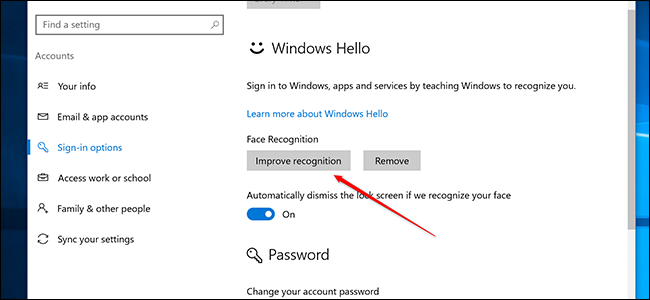 Find a setting
Accounts
Your info
Email & app accounts
Sign-in options
Access work or school
Family & other people
Sync your settings
Windows Hello
Sign in to Windows, apps and services by teaching Windows to recognize you.
Learn more about Windows Hello
Face Recognition
Improve recognition
Remove
Automatically dismiss the lock screen if we recognize your face
On
Password
Change your account password